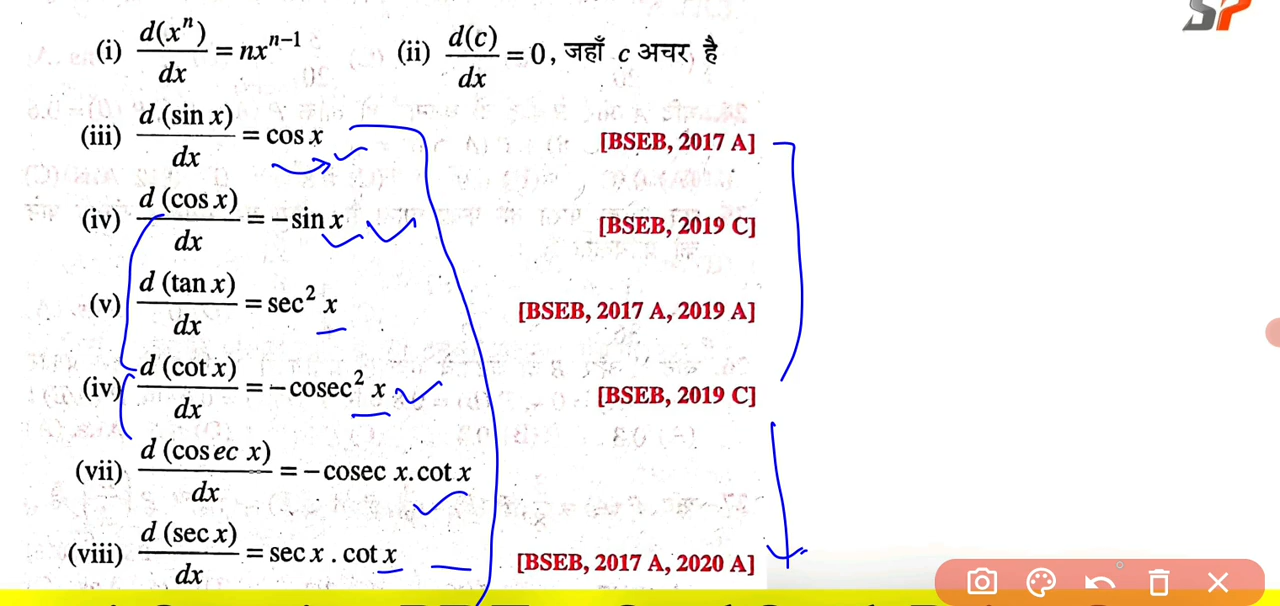 (i) d(xⁿ)/dx = nxⁿ⁻¹ (ii) d(c)/dx = 0, जहाँ c अचर है
(iii) d (sin x)/dx = cos x [BSEB, 2017 A]
(iv) d (cos x)/dx = −sin x [BSEB, 2019 C]
(v) d (tan x)/dx = sec² x [BSEB, 2017 A, 2019 A]
(iv) d (cot x)/dx = −cosec² x [BSEB, 2019 C]
(vii) d (cosec x)/dx = −cosec x. cot x
(viii) d (sec x)/dx = sec x . cot x [BSEB, 2017 A, 2020 A]